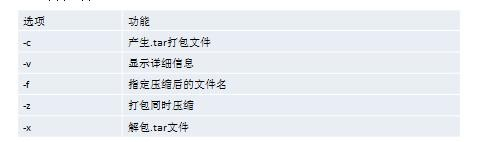 选项 功能
-c 产生.tar打包文件
-v 显示详细信息
-f 指定压缩后的文件名
-z 打包同时压缩
-x 解包.tar文件